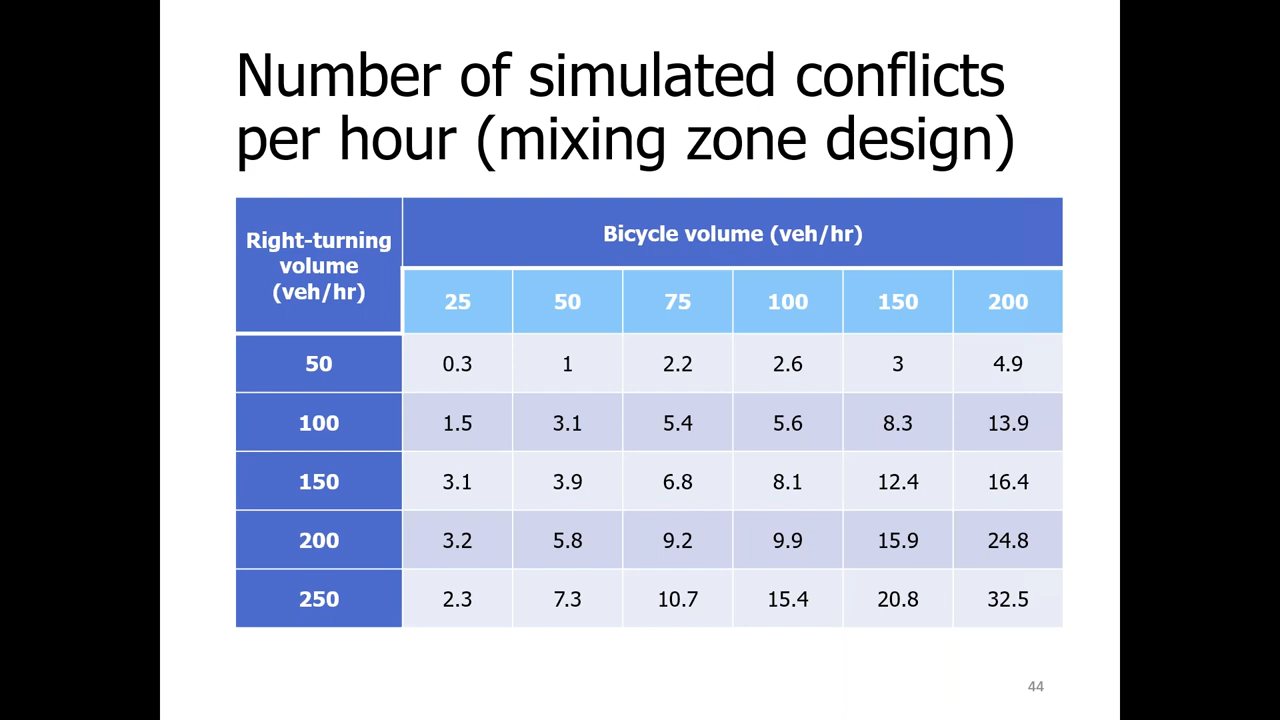 Number of simulated conflicts
per hour (mixing zone design)
Right-turning
volume
(veh/hr)
Bicycle volume (veh/hr)
25 50 75 100 150 200
50 0.3 1 2.2 2.6 3 4.9
100 1.5 3.1 5.4 5.6 8.3 13.9
150 3.1 3.9 6.8 8.1 12.4 16.4
200 3.2 5.8 9.2 9.9 15.9 24.8
250 2.3 7.3 10.7 15.4 20.8 32.5
44